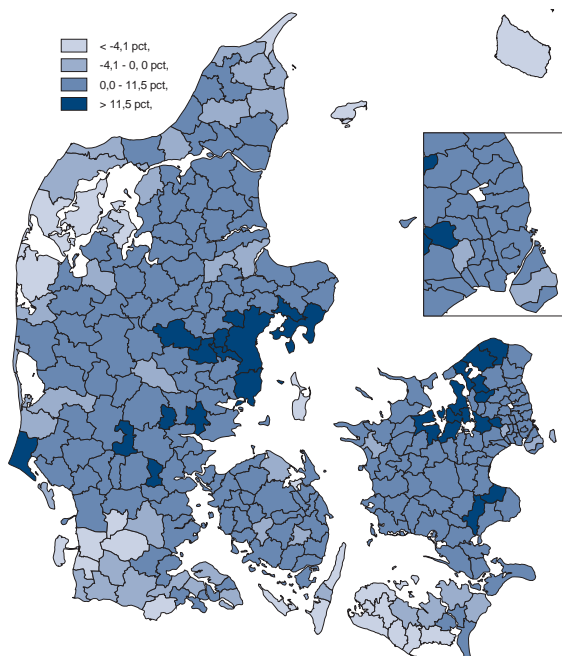 < -4,1 pct,
-4,1 - 0, 0 pct,
0,0 - 11,5 pct,
> 11,5 pct,